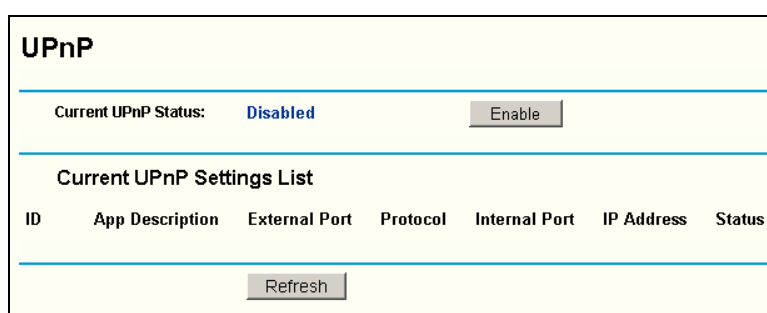 UPnP
Current UPnP Status: Disabled Enable
Current UPnP Settings List
ID App Description External Port Protocol Internal Port IP Address Status
Refresh